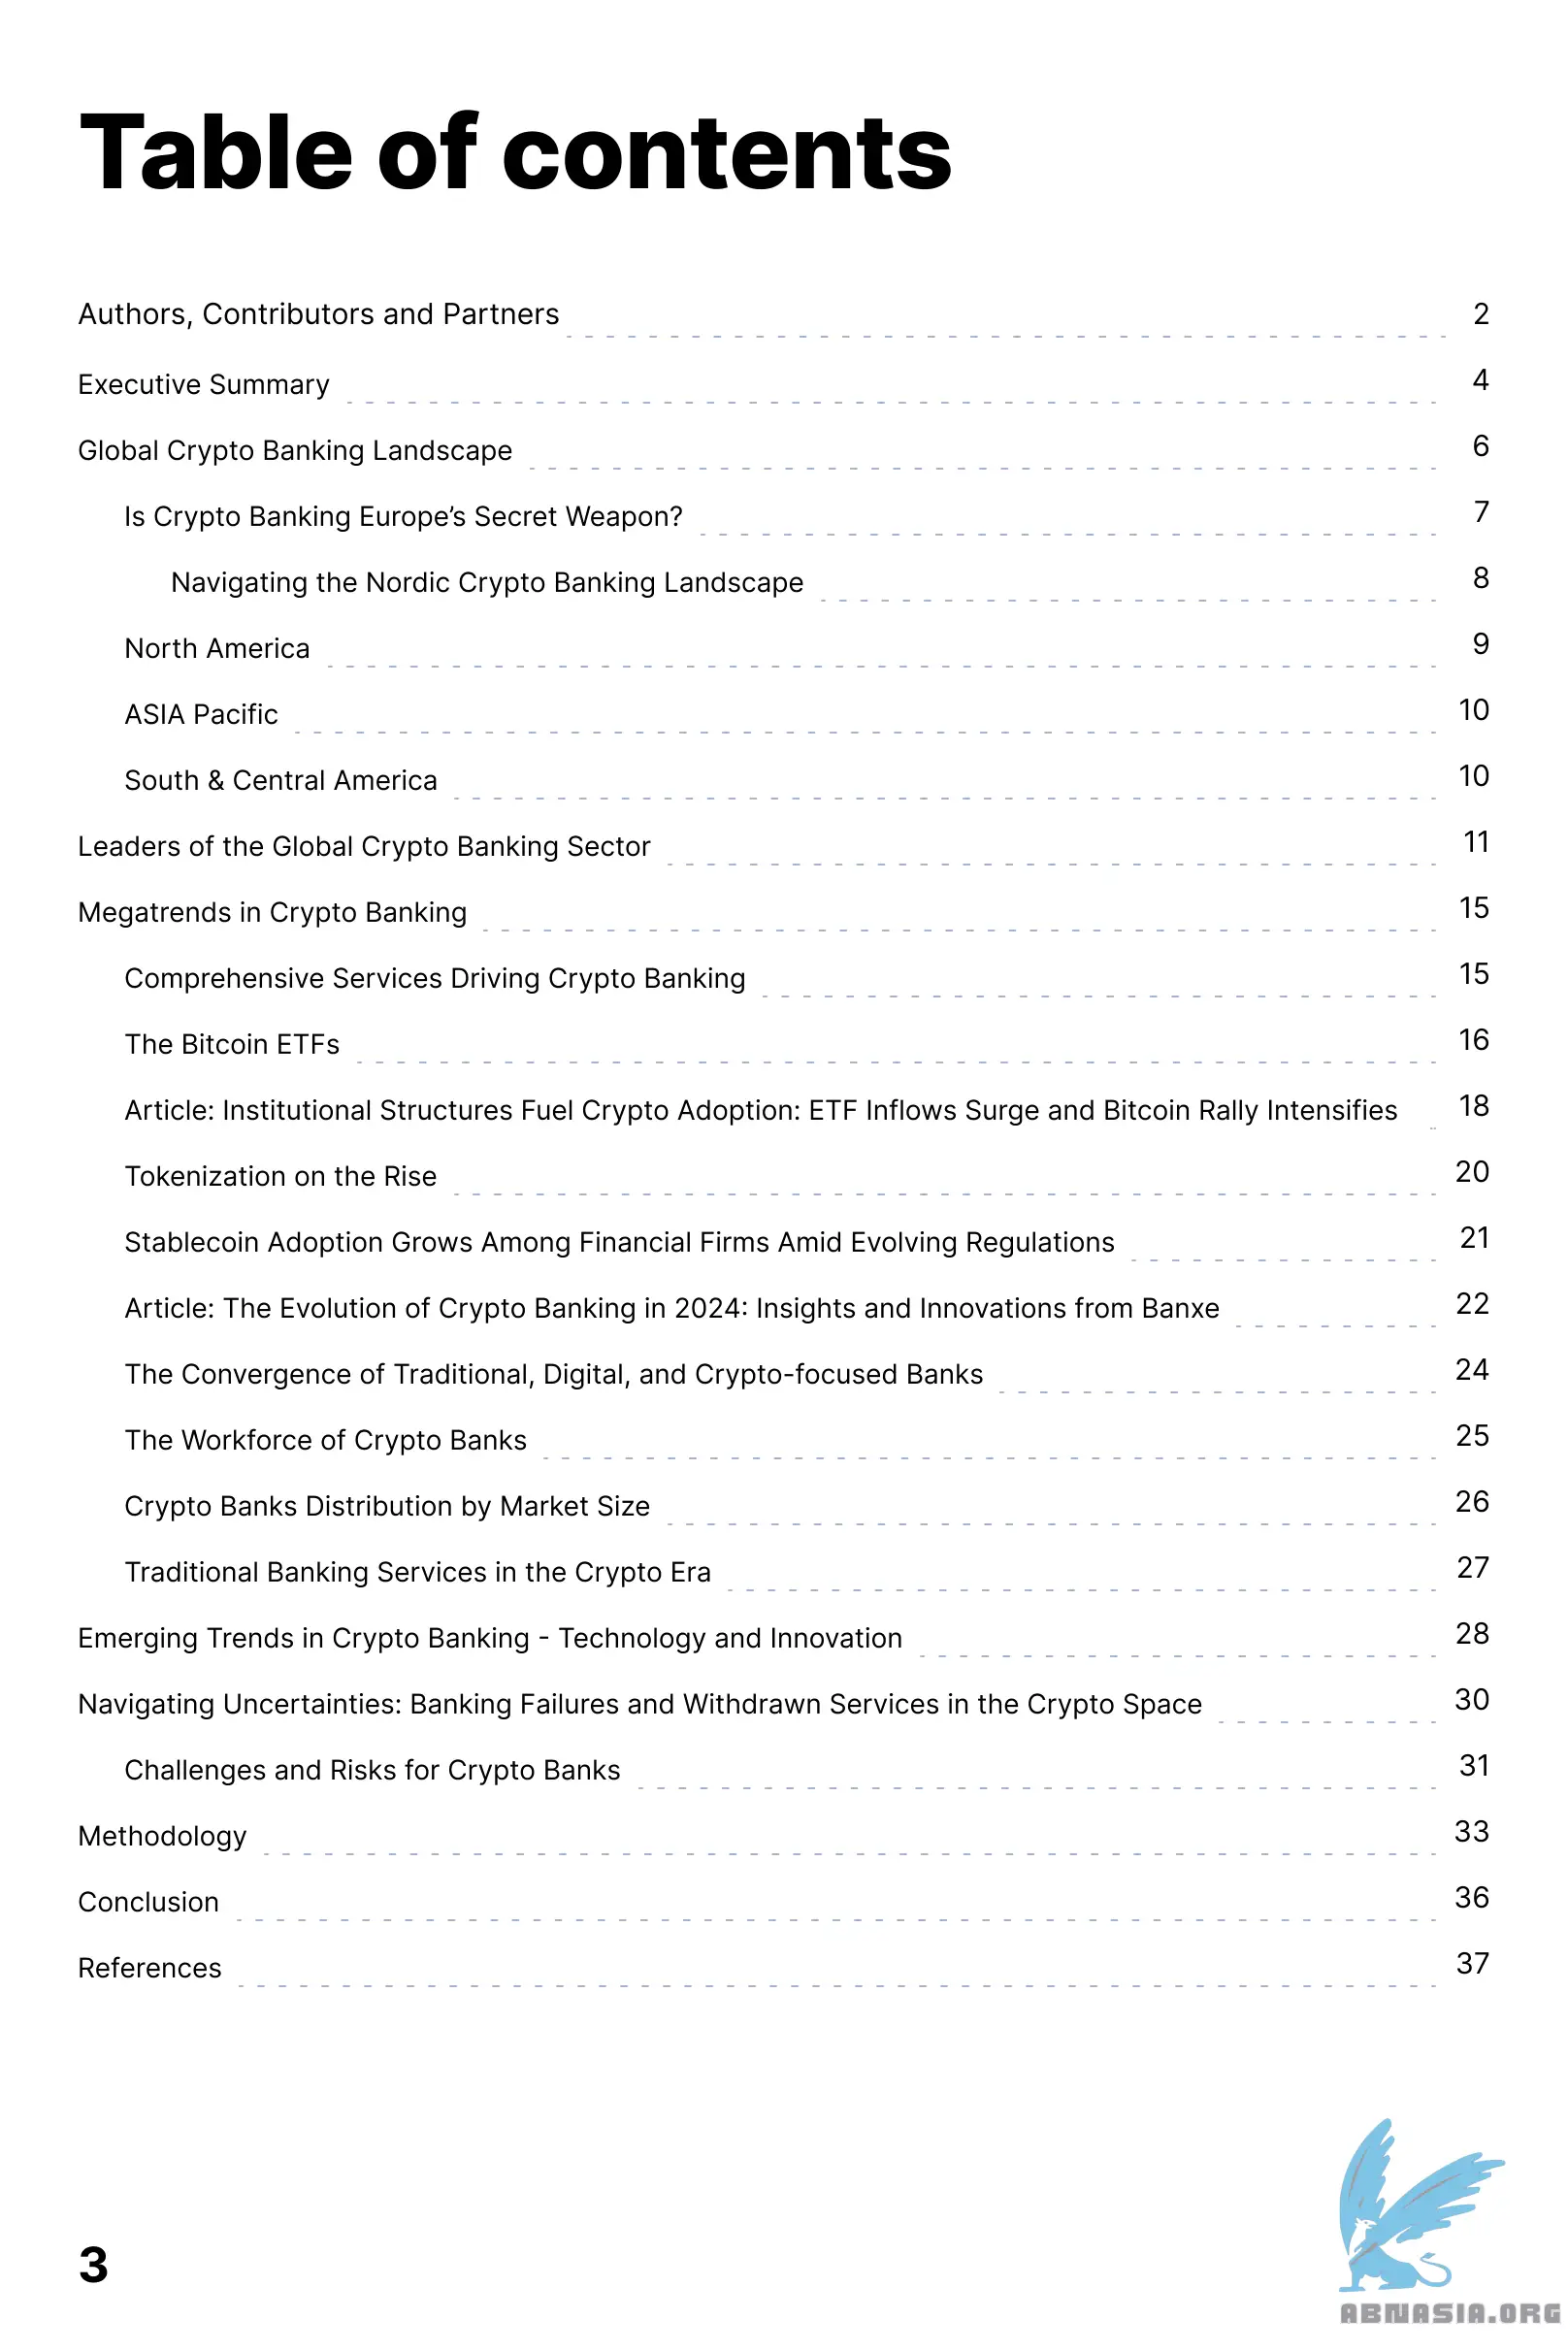 Table of contents
Authors, Contributors and Partners 2
Executive Summary 4
Global Crypto Banking Landscape 6
Is Crypto Banking Europe’s Secret Weapon? 7
Navigating the Nordic Crypto Banking Landscape 8
North America 9
ASIA Pacific 10
South & Central America 10
Leaders of the Global Crypto Banking Sector 11
Megatrends in Crypto Banking 15
Comprehensive Services Driving Crypto Banking 15
The Bitcoin ETFs 16
Article: Institutional Structures Fuel Crypto Adoption: ETF Inflows Surge and Bitcoin Rally Intensifies 18
Tokenization on the Rise 20
Stablecoin Adoption Grows Among Financial Firms Amid Evolving Regulations 21
Article: The Evolution of Crypto Banking in 2024: Insights and Innovations from Banxe 22
The Convergence of Traditional, Digital, and Crypto-focused Banks 24
The Workforce of Crypto Banks 25
Crypto Banks Distribution by Market Size 26
Traditional Banking Services in the Crypto Era 27
Emerging Trends in Crypto Banking - Technology and Innovation 28
Navigating Uncertainties: Banking Failures and Withdrawn Services in the Crypto Space 30
Challenges and Risks for Crypto Banks 31
Methodology 33
Conclusion 36
References 37
3
ABNASIA.ORG